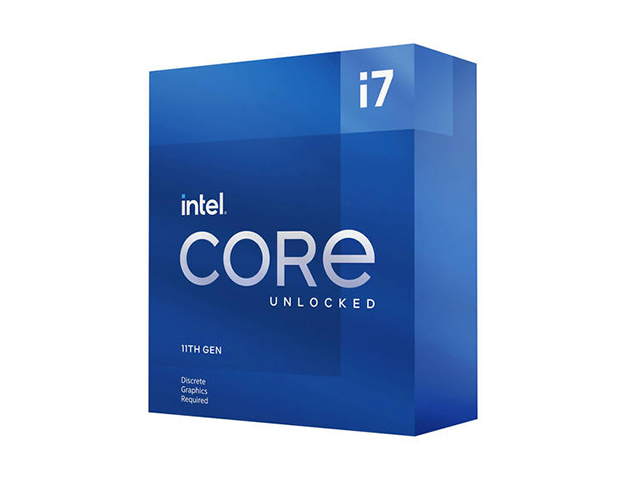 i7
intel.
CORE
UNLOCKED
11TH GEN
Discrete
Graphics
Required